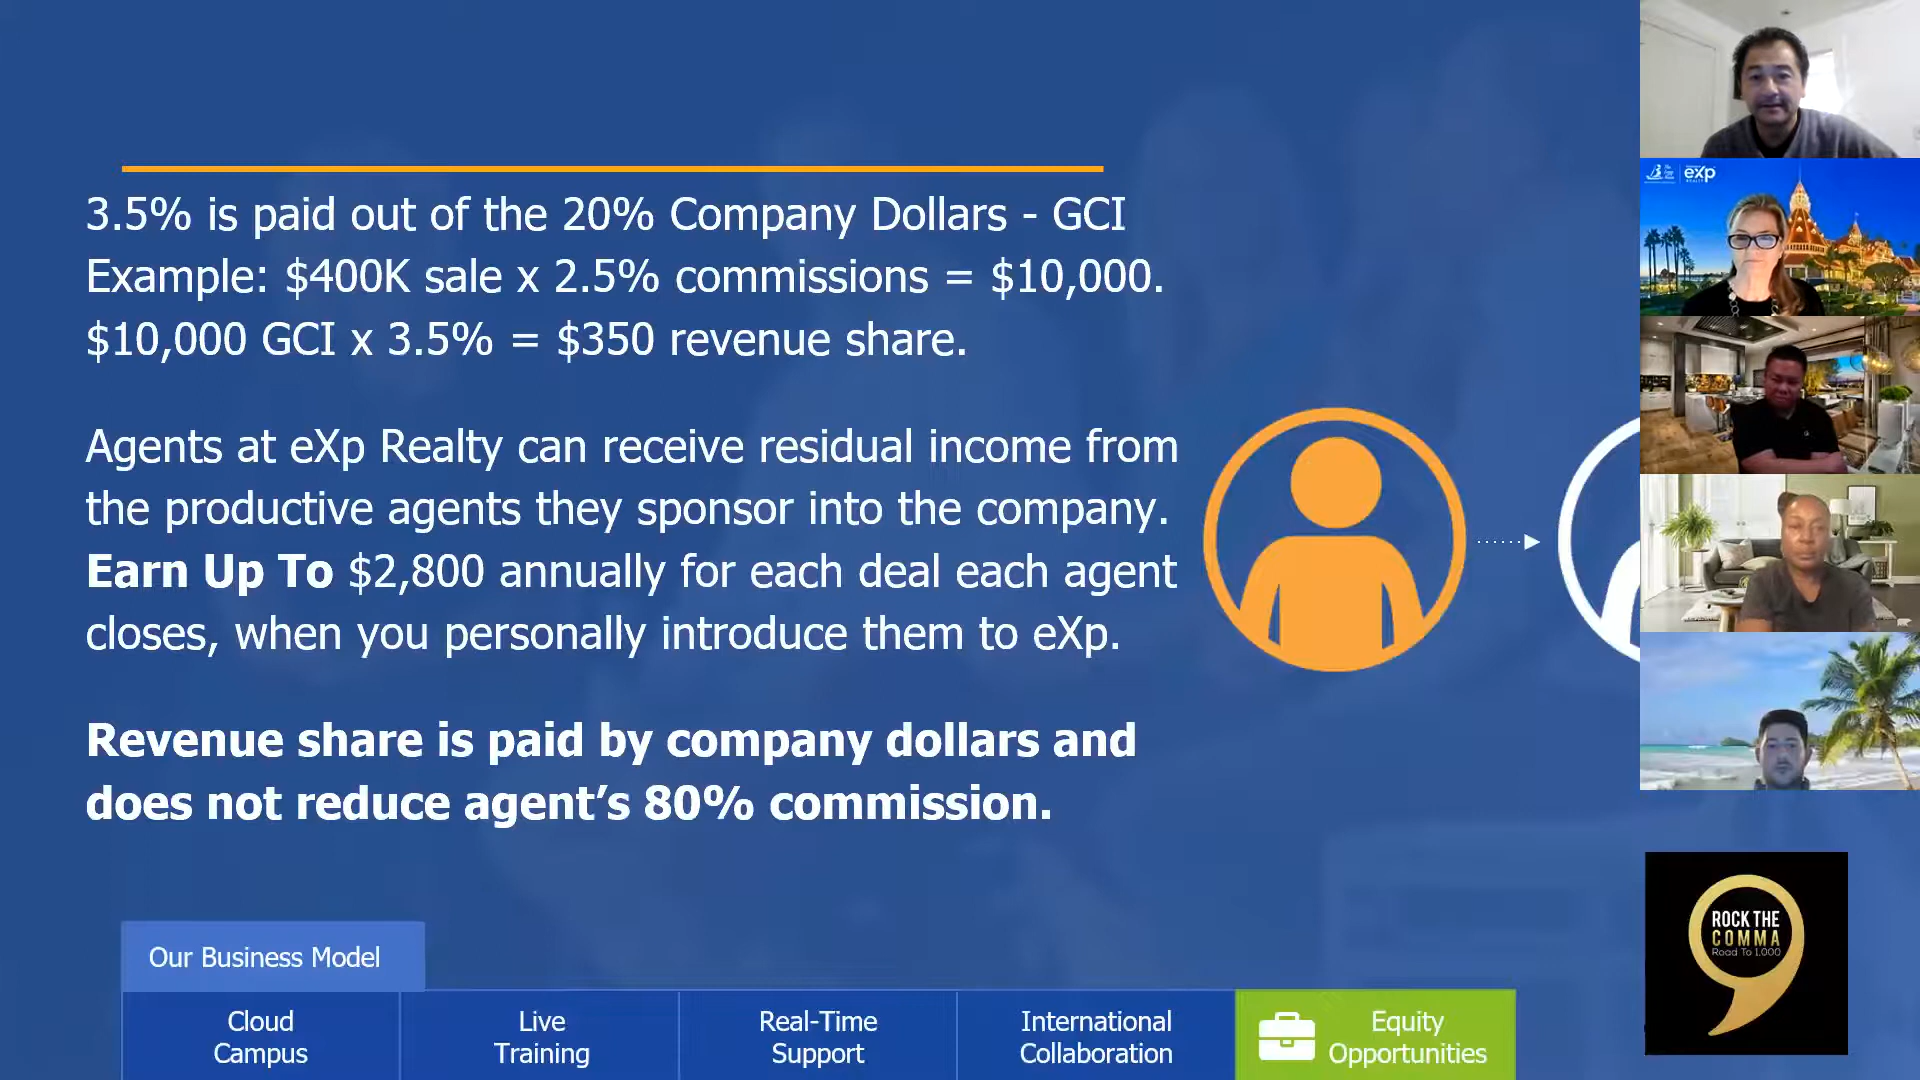 3.5% is paid out of the 20% Company Dollars - GCI
Example: $400K sale x 2.5% commissions = $10,000.
$10,000 GCI x 3.5% = $350 revenue share.
Agents at eXp Realty can receive residual income from
the productive agents they sponsor into the company.
Earn Up To $2,800 annually for each deal each agent
closes, when you personally introduce them to eXp.
Revenue share is paid by company dollars and
does not reduce agent’s 80% commission.
Our Business Model
Cloud
Campus
Live
Training
Real-Time
Support
International
Collaboration
Equity
Opportunities
eXp
REALTY
ROCK THE
COMMA
Road To 1,000